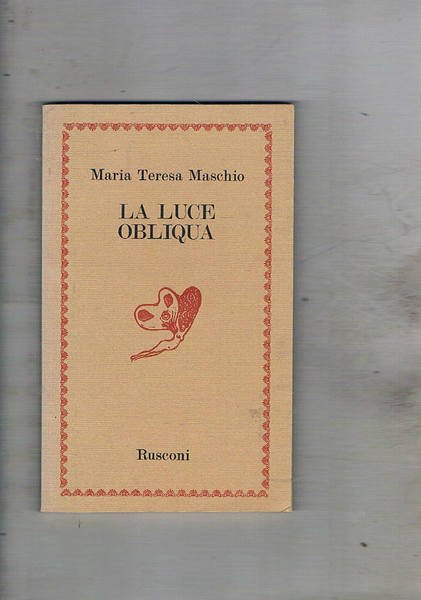 Maria Teresa Maschio
LA LUCE
OBLIQUA
Rusconi